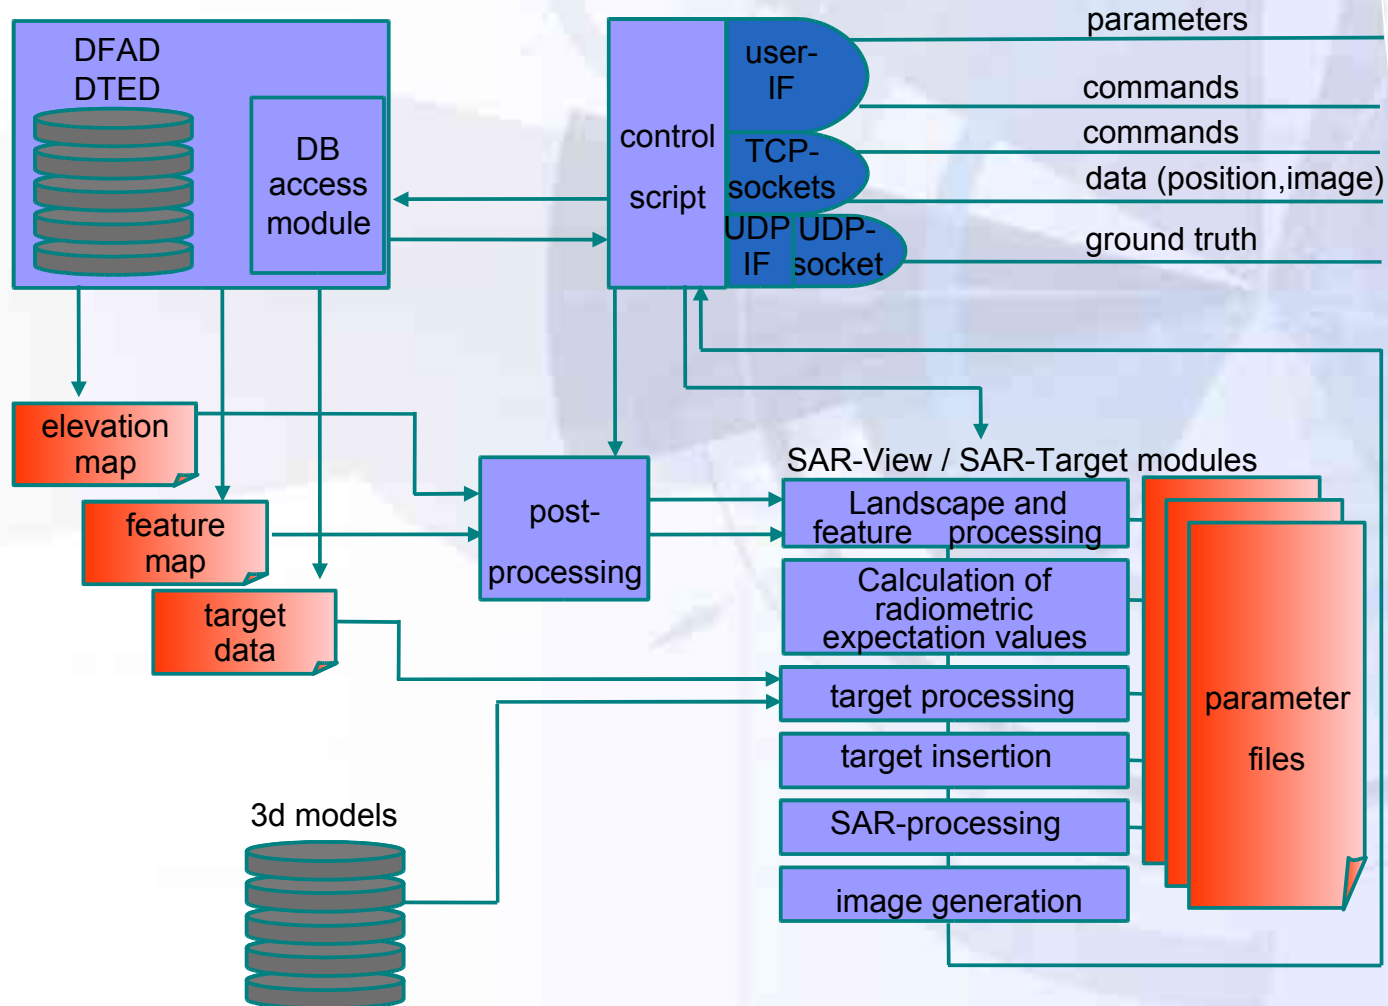 DFAD
DTED
DB
access
module
control
script
user-
IF
TCP-
sockets
UDP
IF
UDP-
socket
parameters
commands
commands
data (position,image)
ground truth
elevation
map
feature
map
target
data
post-
processing
SAR-View / SAR-Target modules
Landscape and
feature processing
Calculation of
radiometric
expectation values
target processing
target insertion
SAR-processing
image generation
parameter
files
3d models